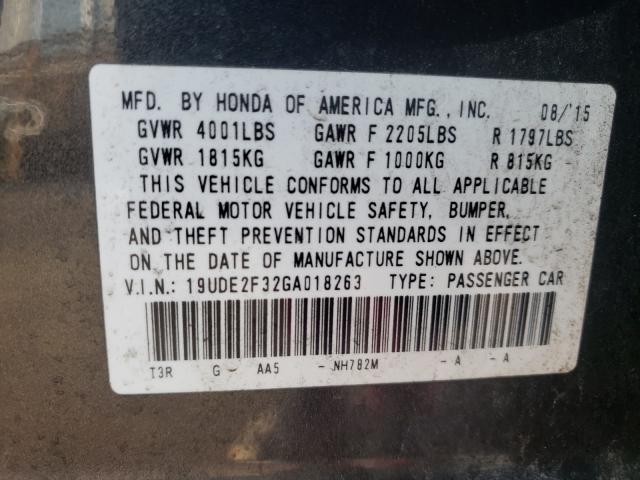 MFD. BY HONDA OF AMERICA MFG., INC. 08/'15
GVWR 4001LBS GAWR F 2205LBS R 1797LBS
GVWR 1815KG GAWR F 1000KG R 815KG
THIS VEHICLE CONFORMS TO ALL APPLICABLE
FEDERAL MOTOR VEHICLE SAFETY, BUMPER,
AND THEFT PREVENTION STANDARDS IN EFFECT
ON THE DATE OF MANUFACTURE SHOWN ABOVE.
V.I.N.: 19UDE2F32GA018263 TYPE: PASSENGER CAR
T3R G - AA5 - NH782M - A - A